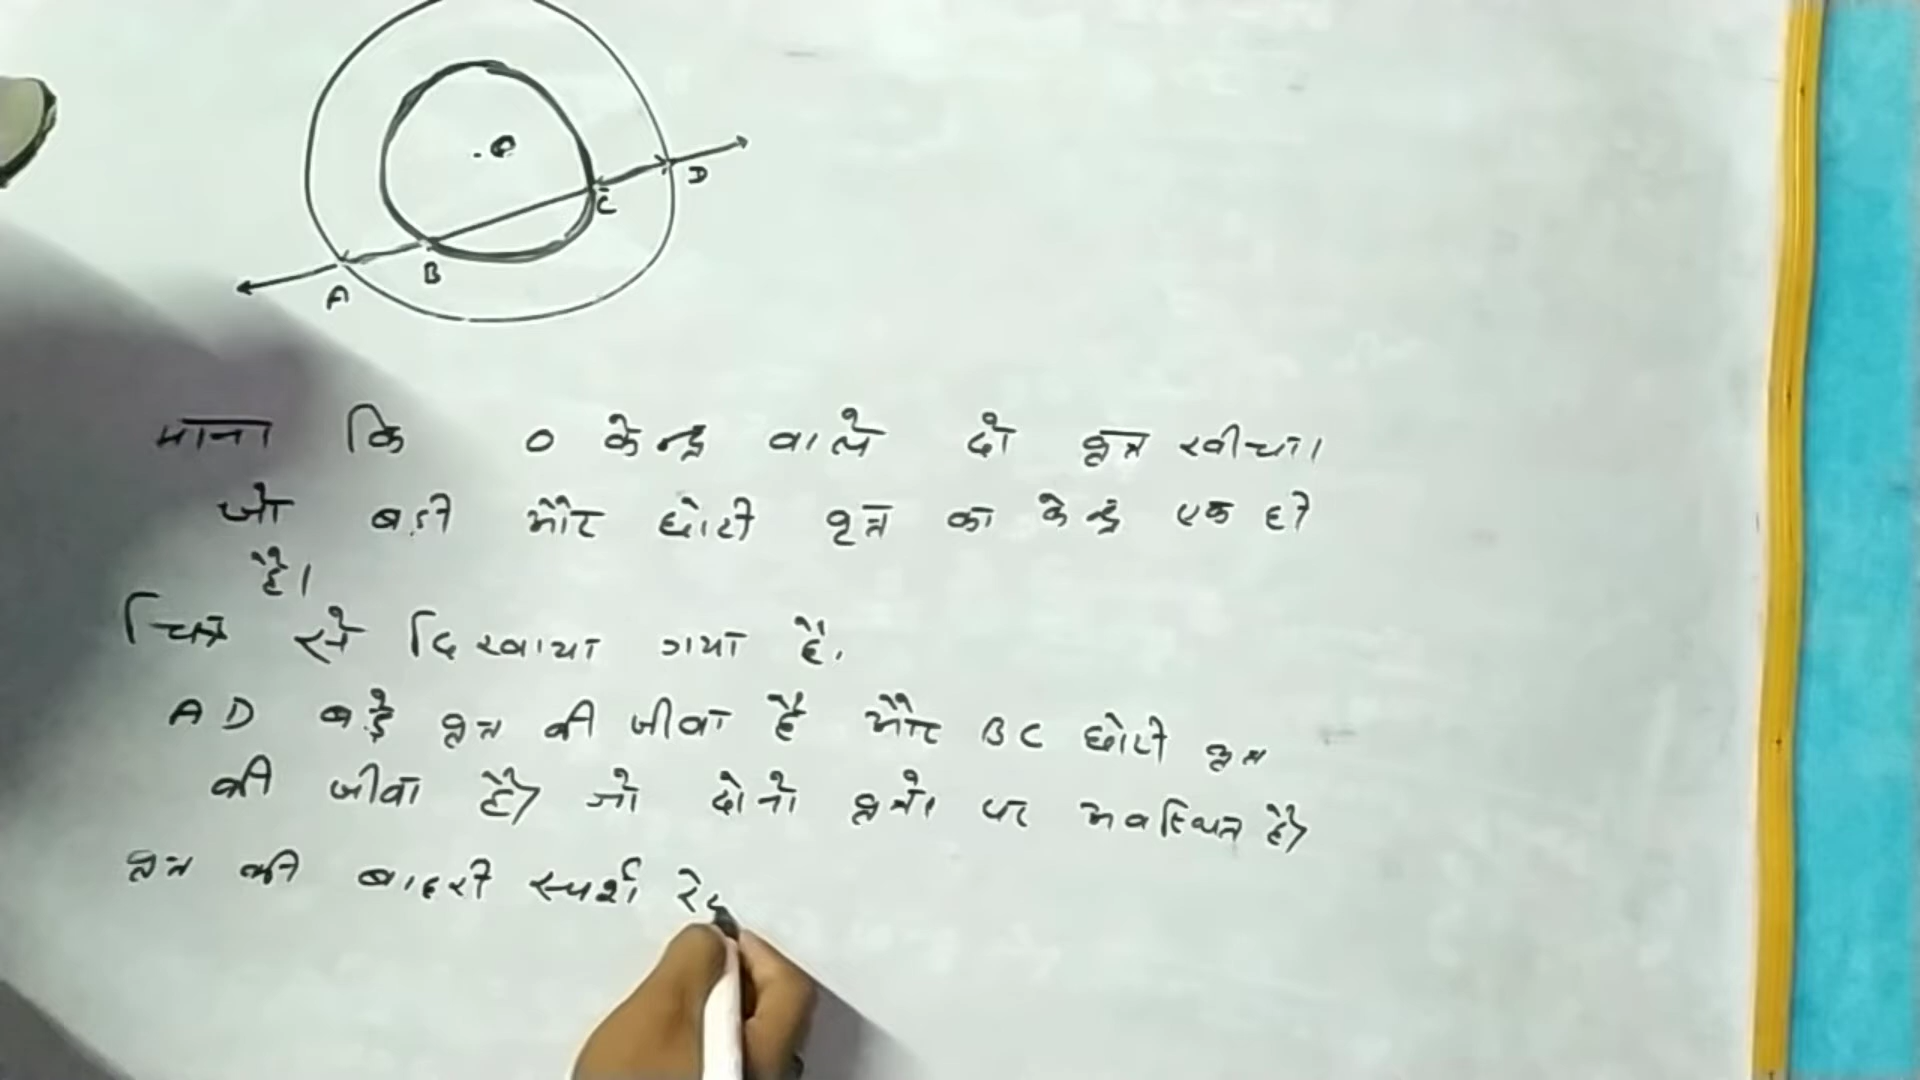 O
D
C
B
A
माना कि O केन्द्र वाले दो वृत्त खीचा।
जो बड़ी और छोटी वृत्त का केन्द्र एक ही
है।
चित्र से दिखाया गया है.
AD बड़े वृत्त की जीवा है और BC छोटी वृत्त
की जीवा है, जो दोनो वृत्तो पर अवस्थित है,
वृत्त की बाहरी स्पर्श